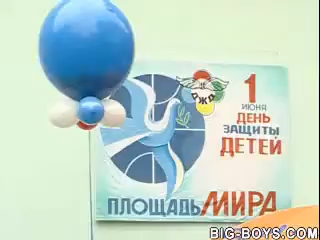 1
ИЮНЯ
ДЕНЬ
ЗАЩИТЫ
ДЕТЕЙ
ПЛОЩАДЬ МИРА
BIG-BOYS.COM